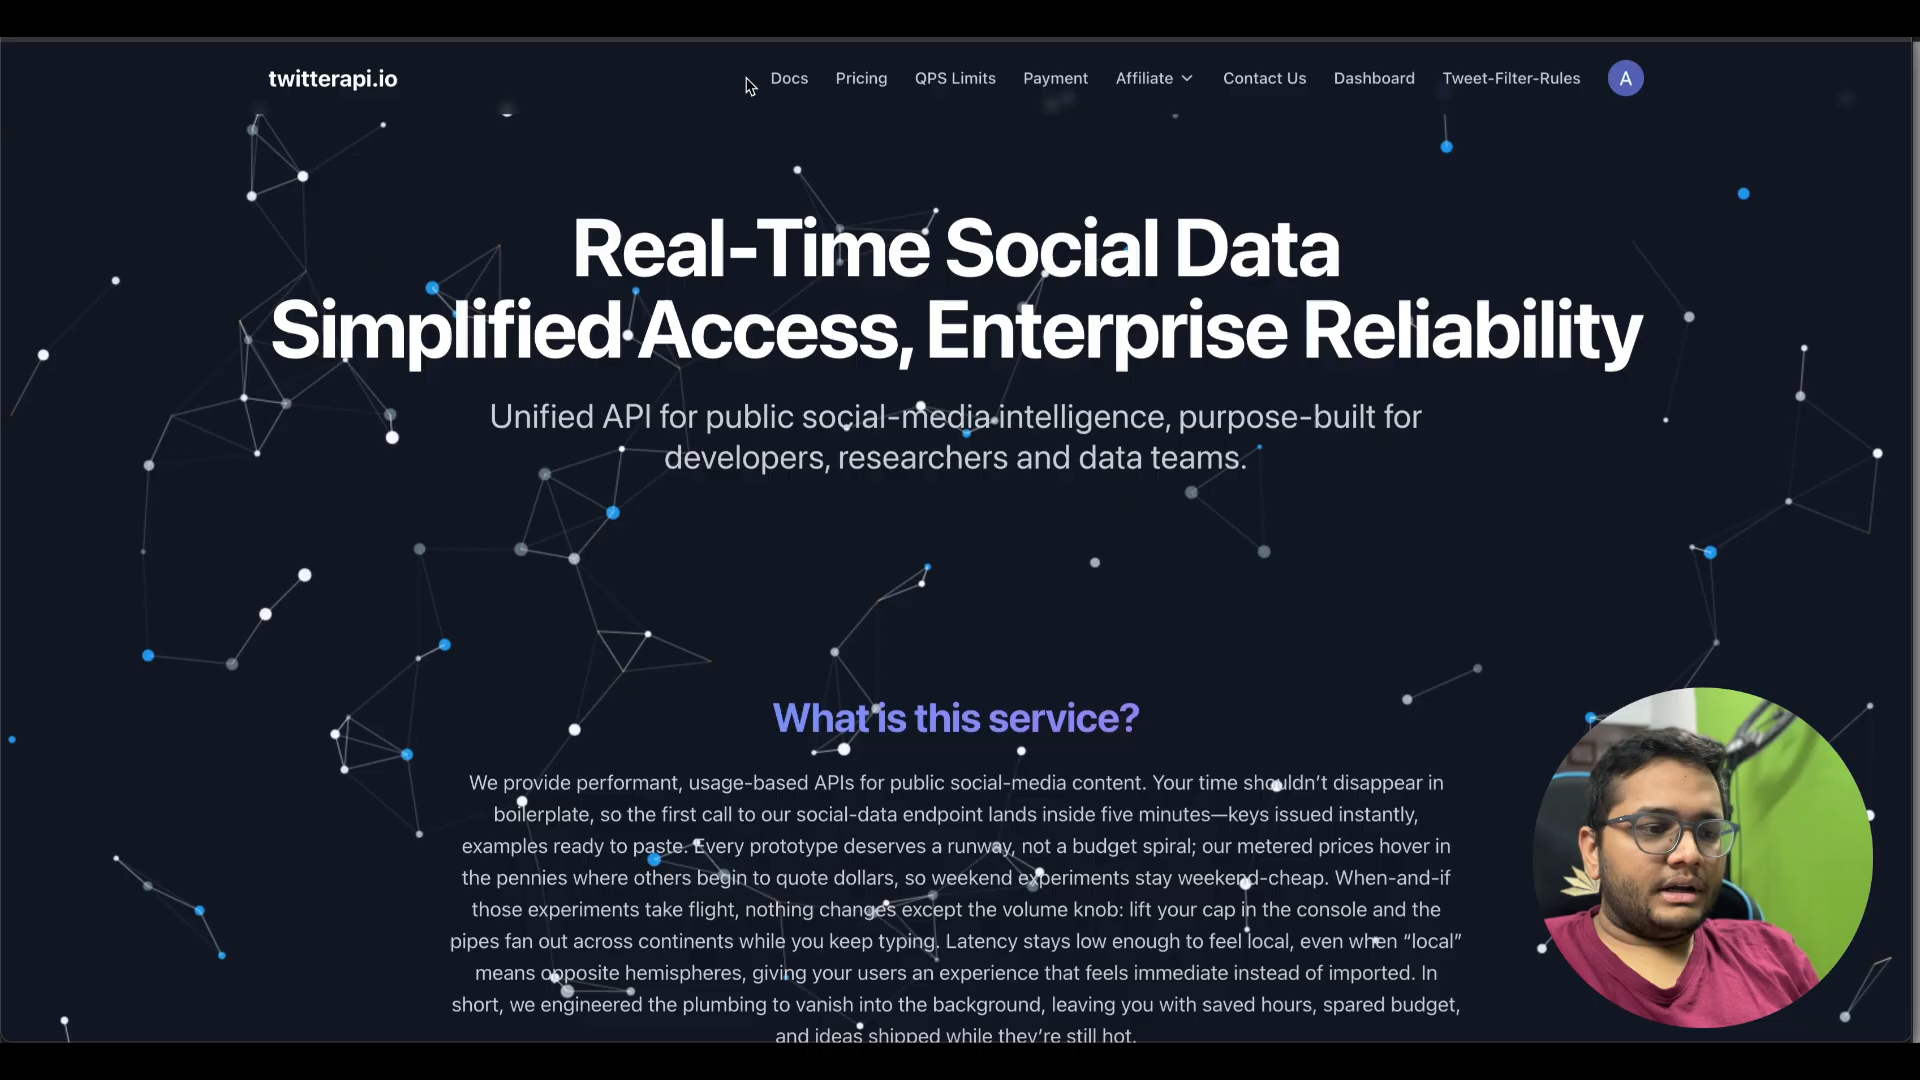 twitterapi.io
Docs Pricing QPS Limits Payment Affiliate Contact Us Dashboard Tweet-Filter-Rules A
Real-Time Social Data
Simplified Access, Enterprise Reliability
Unified API for public social-media intelligence, purpose-built for
developers, researchers and data teams.
What is this service?
We provide performant, usage-based APIs for public social-media content. Your time shouldn’t disappear in
boilerplate, so the first call to our social-data endpoint lands inside five minutes—keys issued instantly,
examples ready to paste. Every prototype deserves a runway, not a budget spiral; our metered prices hover in
the pennies where others begin to quote dollars, so weekend experiments stay weekend-cheap. When-and-if
those experiments take flight, nothing changes except the volume knob: lift your cap in the console and the
pipes fan out across continents while you keep typing. Latency stays low enough to feel local, even when “local”
means opposite hemispheres, giving your users an experience that feels immediate instead of imported. In
short, we engineered the plumbing to vanish into the background, leaving you with saved hours, spared budget,
and ideas shipped while they’re still hot.